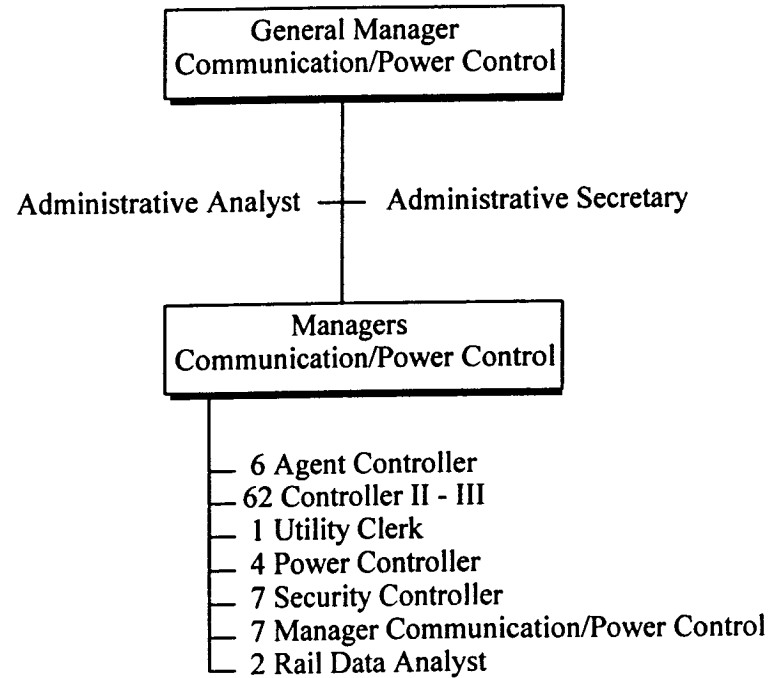 General Manager
Communication/Power Control
Administrative Analyst
Administrative Secretary
Managers
Communication/Power Control
6 Agent Controller
62 Controller II - III
1 Utility Clerk
4 Power Controller
7 Security Controller
7 Manager Communication/Power Control
2 Rail Data Analyst